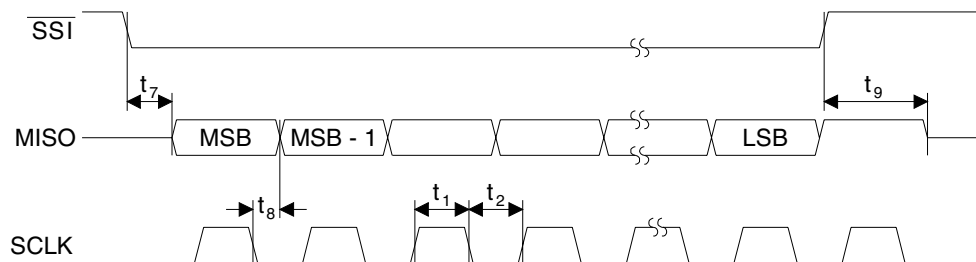 SSI
t7 t9
MISO MSB MSB - 1 LSB
t8 t1 t2
SCLK